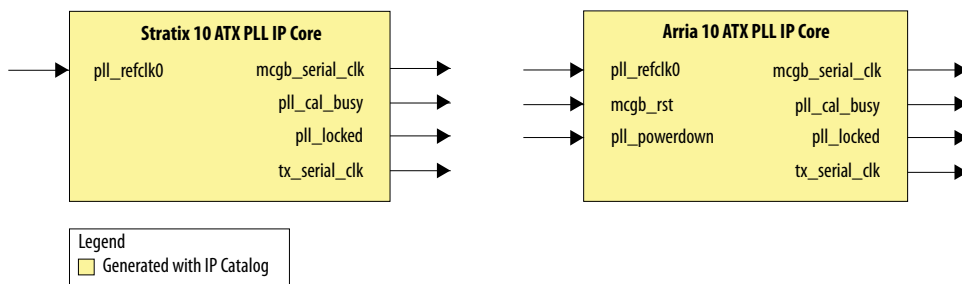 Stratix 10 ATX PLL IP Core
pll_refclk0
mcgb_serial_clk
pll_cal_busy
pll_locked
tx_serial_clk
Arria 10 ATX PLL IP Core
pll_refclk0
mcgb_serial_clk
mcgb_rst
pll_cal_busy
pll_powerdown
pll_locked
tx_serial_clk
Legend
Generated with IP Catalog